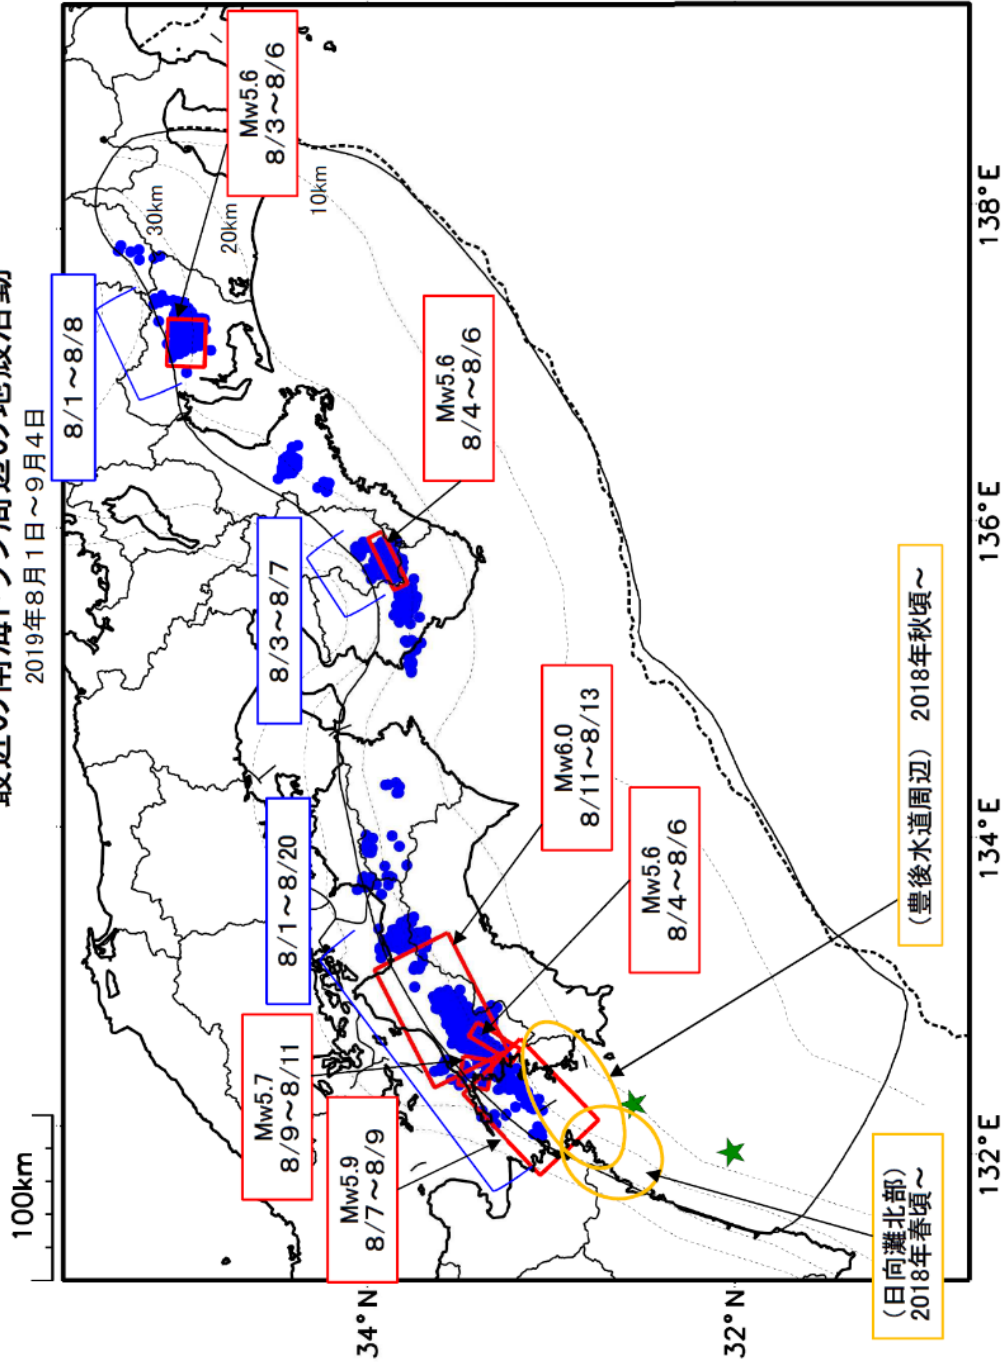 最近の南海トラフ周辺の地殻活動
2019年8月1日～9月4日
100km
8/1～8/8
Mw5.6
8/3～8/6
30km
20km
10km
8/3～8/7
Mw5.6
8/4～8/6
8/1～8/20
Mw6.0
8/11～8/13
Mw5.7
8/9～8/11
Mw5.9
8/7～8/9
Mw5.6
8/4～8/6
（豊後水道周辺） 2018年秋頃～
（日向灘北部）
2018年春頃～
34°N
32°N
132°E
134°E
136°E
138°E